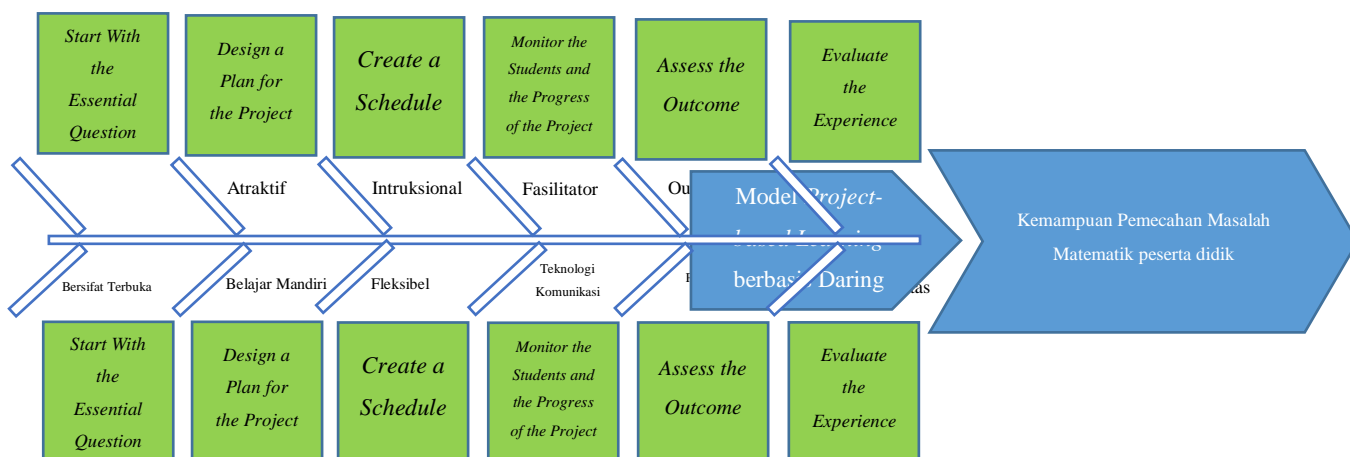 Start With
the
Essential
Question
Design a
Plan for
the Project
Create a
Schedule
Monitor the
Students and
the Progress
of the Project
Assess the
Outcome
Evaluate
the
Experience
Atraktif
Intruksional
Fasilitator
Model Project-
based Learning
berbasis Daring
Kemampuan Pemecahan Masalah
Matematik peserta didik
Bersifat Terbuka
Belajar Mandiri
Fleksibel
Teknologi
Komunikasi
Start With
the
Essential
Question
Design a
Plan for
the Project
Create a
Schedule
Monitor the
Students and
the Progress
of the Project
Assess the
Outcome
Evaluate
the
Experience